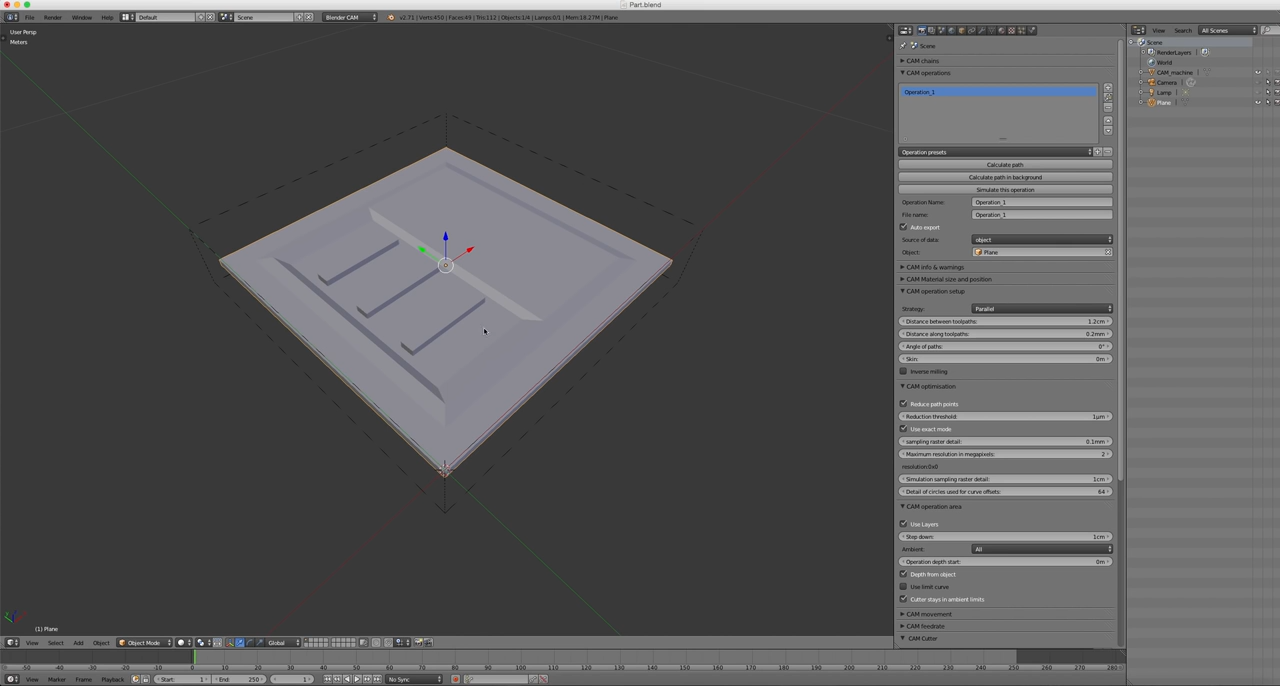 Part.blend
File Render Window Help Default Scene Blender CAM v2.71 | Verts:450 | Faces:49 | Tris:112 | Objects:1/4 | Lamps:0/1 | Mem:18.27M | Plane
View Search All Scenes
User Persp
Meters
Scene
CAM chains
CAM operations
Operation_1
Operation presets
Calculate path
Calculate path in background
Simulate this operation
Operation Name: Operation_1
File name: Operation_1
Auto export
Source of data: object
Object: Plane
CAM info & warnings
CAM Material size and position
CAM operation setup
Strategy: Parallel
Distance between toolpaths: 1.2cm
Distance along toolpaths: 0.2mm
Angle of paths: 0°
Skin: 0m
Inverse milling
CAM optimisation
Reduce path points
Reduction threshold: 1µm
Use exact mode
sampling raster detail: 0.1mm
Maximum resolution in megapixels: 2
resolution:0x0
Simulation sampling raster detail: 1cm
Detail of circles used for curve offsets: 64
CAM operation area
Use Layers
Step down: 1cm
Ambient: All
Operation depth start: 0m
Depth from object
Use limit curve
Cutter stays in ambient limits
CAM movement
CAM feedrate
CAM Cutter
Scene
RenderLayers
World
CAM_machine
Camera
Lamp
Plane
(1) Plane
View Select Add Object Object Mode Global
-50 -40 -30 -20 -10 0 10 20 30 40 50 60 70 80 90 100 110 120 130 140 150 160 170 180 190 200 210 220 230 240 250 260 270 280
View Marker Frame Playback Start: 1 End: 250 1 No Sync